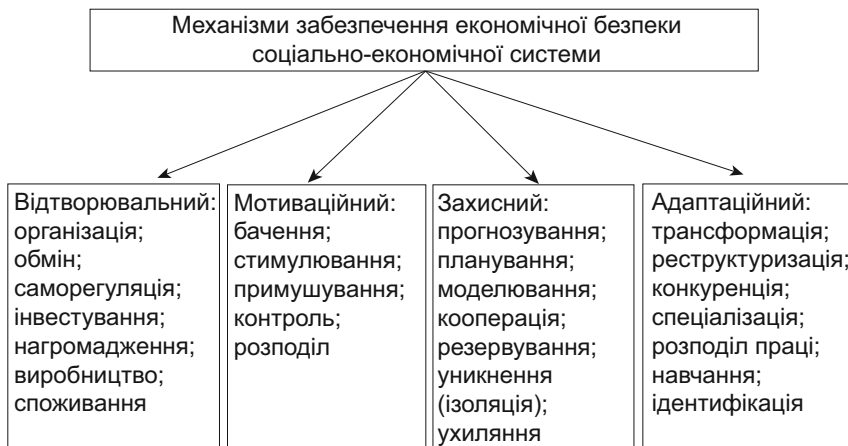 Механізми забезпечення економічної безпеки
соціально-економічної системи
Відтворювальний:
організація;
обмін;
саморегуляція;
інвестування;
нагромадження;
виробництво;
споживання
Мотиваційний:
бачення;
стимулювання;
примушування;
контроль;
розподіл
Захисний:
прогнозування;
планування;
моделювання;
кооперація;
резервування;
уникнення
(ізоляція);
ухиляння
Адаптаційний:
трансформація;
реструктуризація;
конкуренція;
спеціалізація;
розподіл праці;
навчання;
ідентифікація